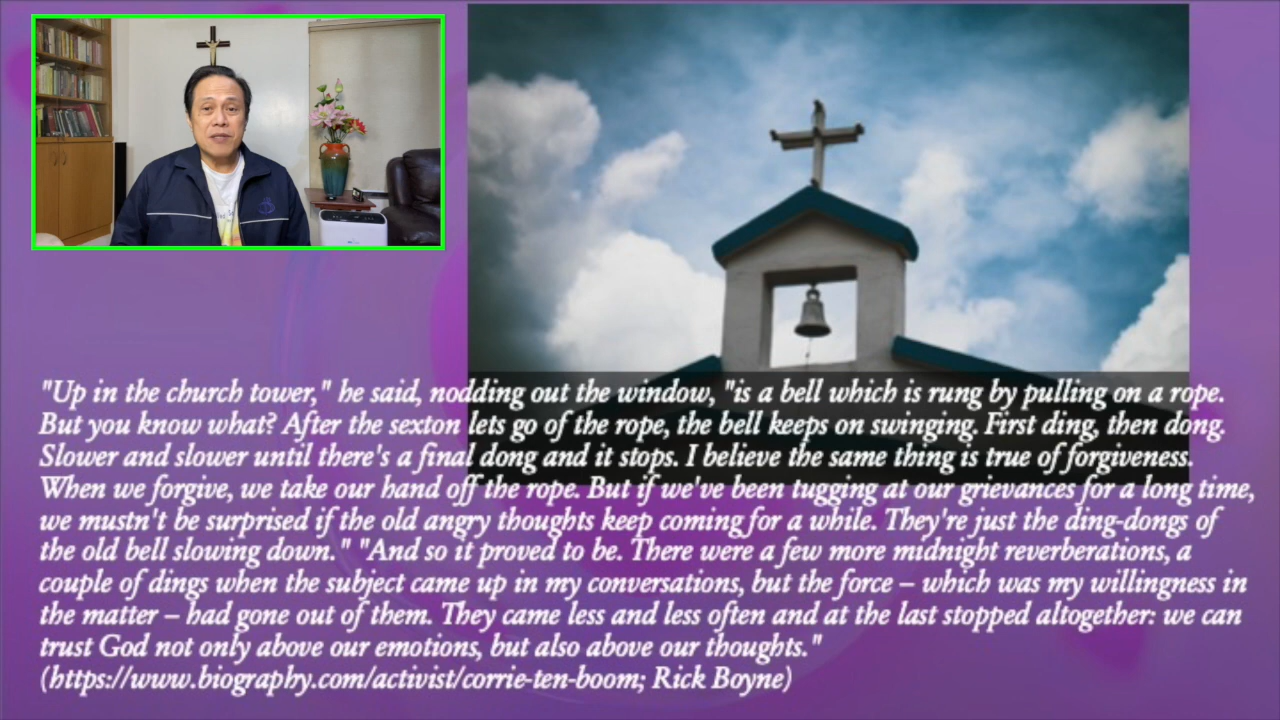 "Up in the church tower," he said, nodding out the window, "is a bell which is rung by pulling on a rope.
But you know what? After the sexton lets go of the rope, the bell keeps on swinging. First ding, then dong.
Slower and slower until there's a final dong and it stops. I believe the same thing is true of forgiveness.
When we forgive, we take our hand off the rope. But if we've been tugging at our grievances for a long time,
we mustn't be surprised if the old angry thoughts keep coming for a while. They're just the ding-dongs of
the old bell slowing down." "And so it proved to be. There were a few more midnight reverberations, a
couple of dings when the subject came up in my conversations, but the force – which was my willingness in
the matter – had gone out of them. They came less and less often and at the last stopped altogether: we can
trust God not only above our emotions, but also above our thoughts."
(https://www.biography.com/activist/corrie-ten-boom; Rick Boyne)